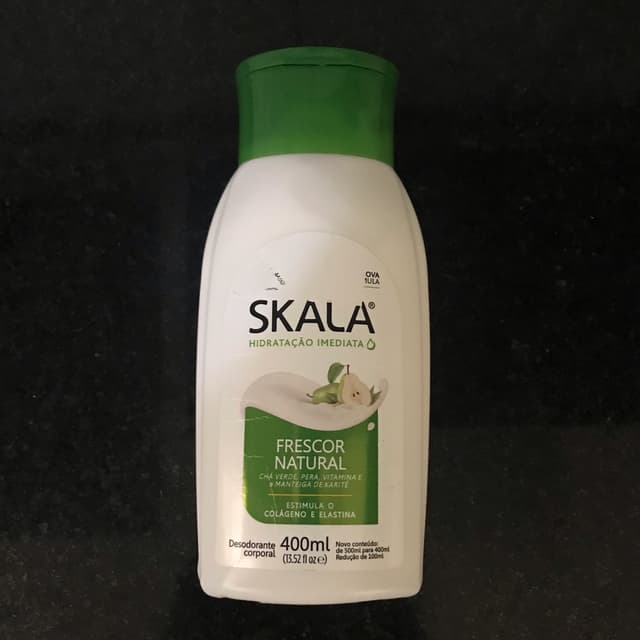 SKALA®
HIDRATAÇÃO IMEDIATA
FRESCOR
NATURAL
CHÁ VERDE, PERA, VITAMINA E
e MANTEIGA DE KARITÉ
ESTIMULA O
COLÁGENO E ELASTINA
Desodorante
corporal
400ml
(13.52 fl oz e)
Novo conteúdo:
de 500ml para 400ml
Redução de 100ml